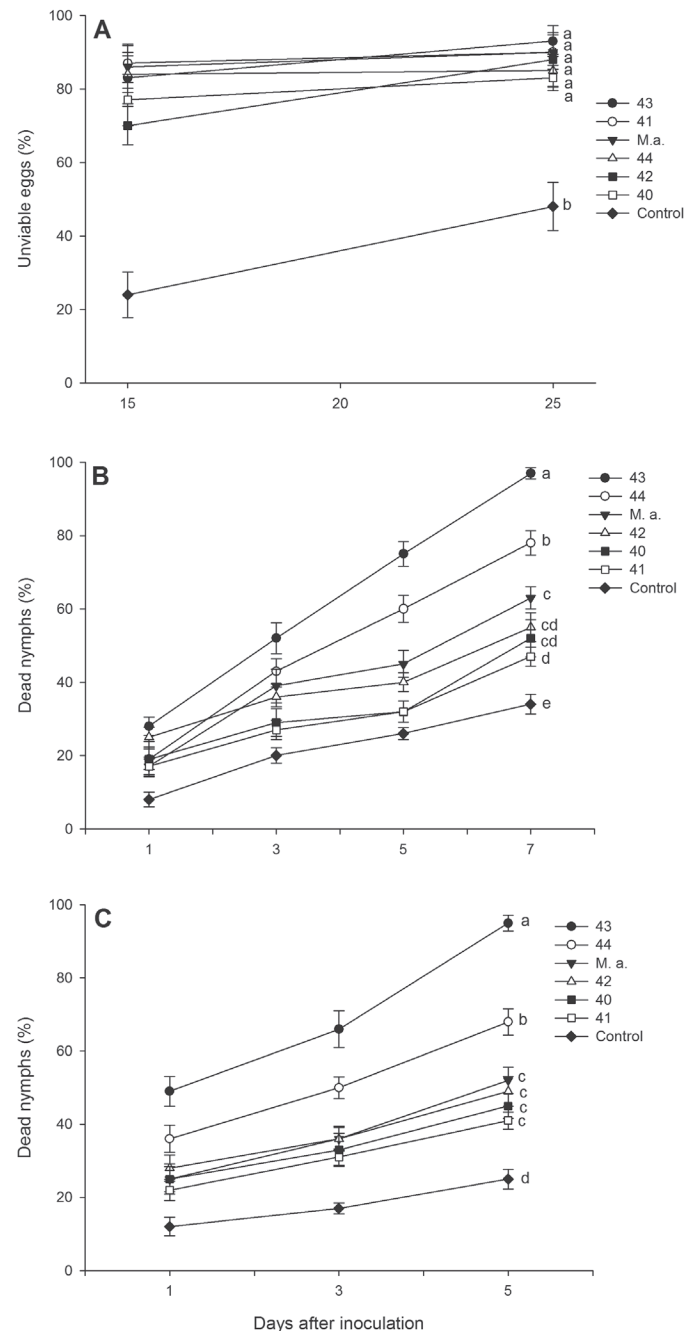 A
100
80
60
40
20
0
Unviable eggs (%)
15 20 25
a
a
a
a
a
a
b
43
41
M.a.
44
42
40
Control
B
100
80
60
40
20
0
Dead nymphs (%)
1 3 5 7
a
b
c
cd
cd
d
e
43
44
M. a.
42
40
41
Control
C
100
80
60
40
20
0
Dead nymphs (%)
1 3 5
a
b
c
c
c
c
d
43
44
M. a.
42
40
41
Control
Days after inoculation